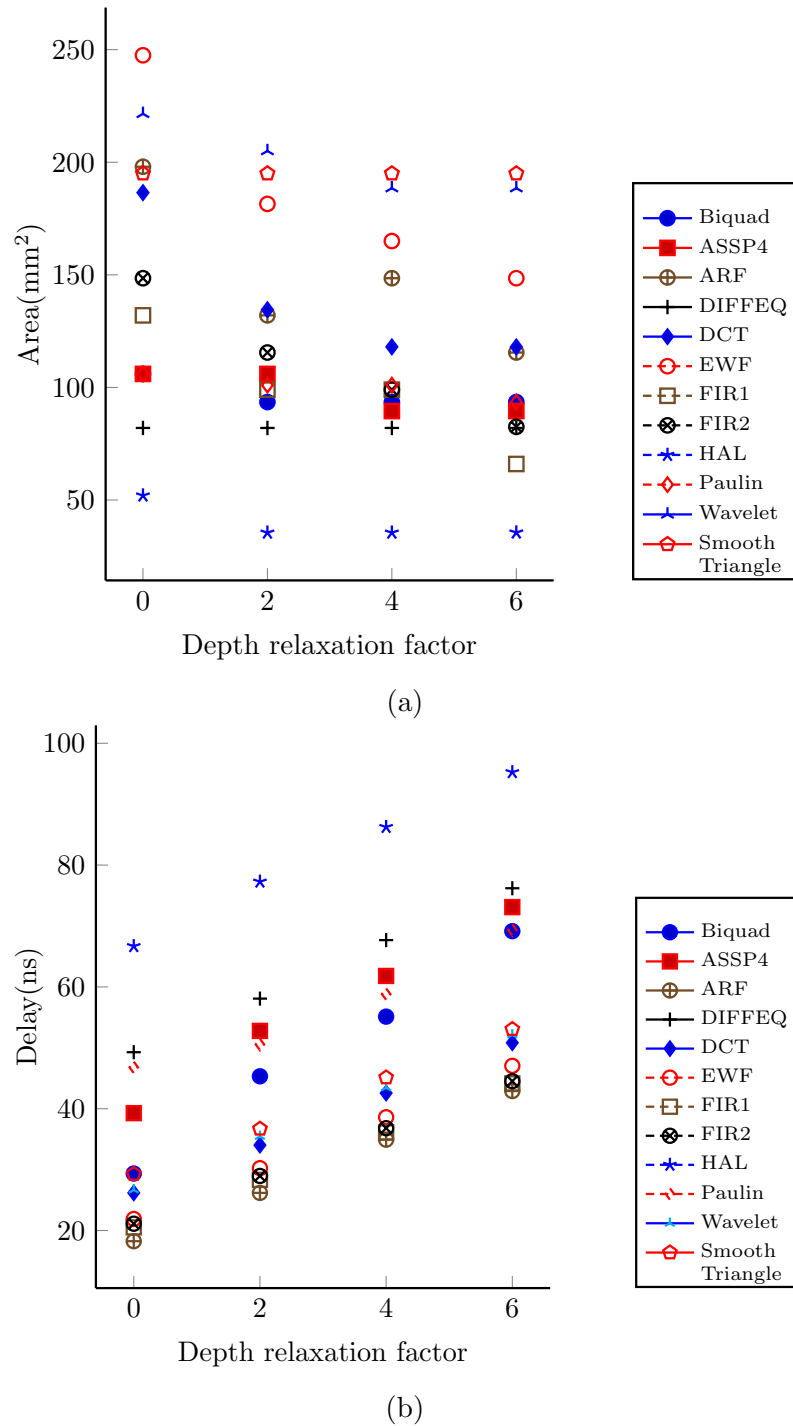 250
200
150
100
50
Area(mm²)
0 2 4 6
Depth relaxation factor
Biquad
ASSP4
ARF
DIFFEQ
DCT
EWF
FIR1
FIR2
HAL
Paulin
Wavelet
Smooth
Triangle
(a)
100
80
60
40
20
Delay(ns)
0 2 4 6
Depth relaxation factor
Biquad
ASSP4
ARF
DIFFEQ
DCT
EWF
FIR1
FIR2
HAL
Paulin
Wavelet
Smooth
Triangle
(b)